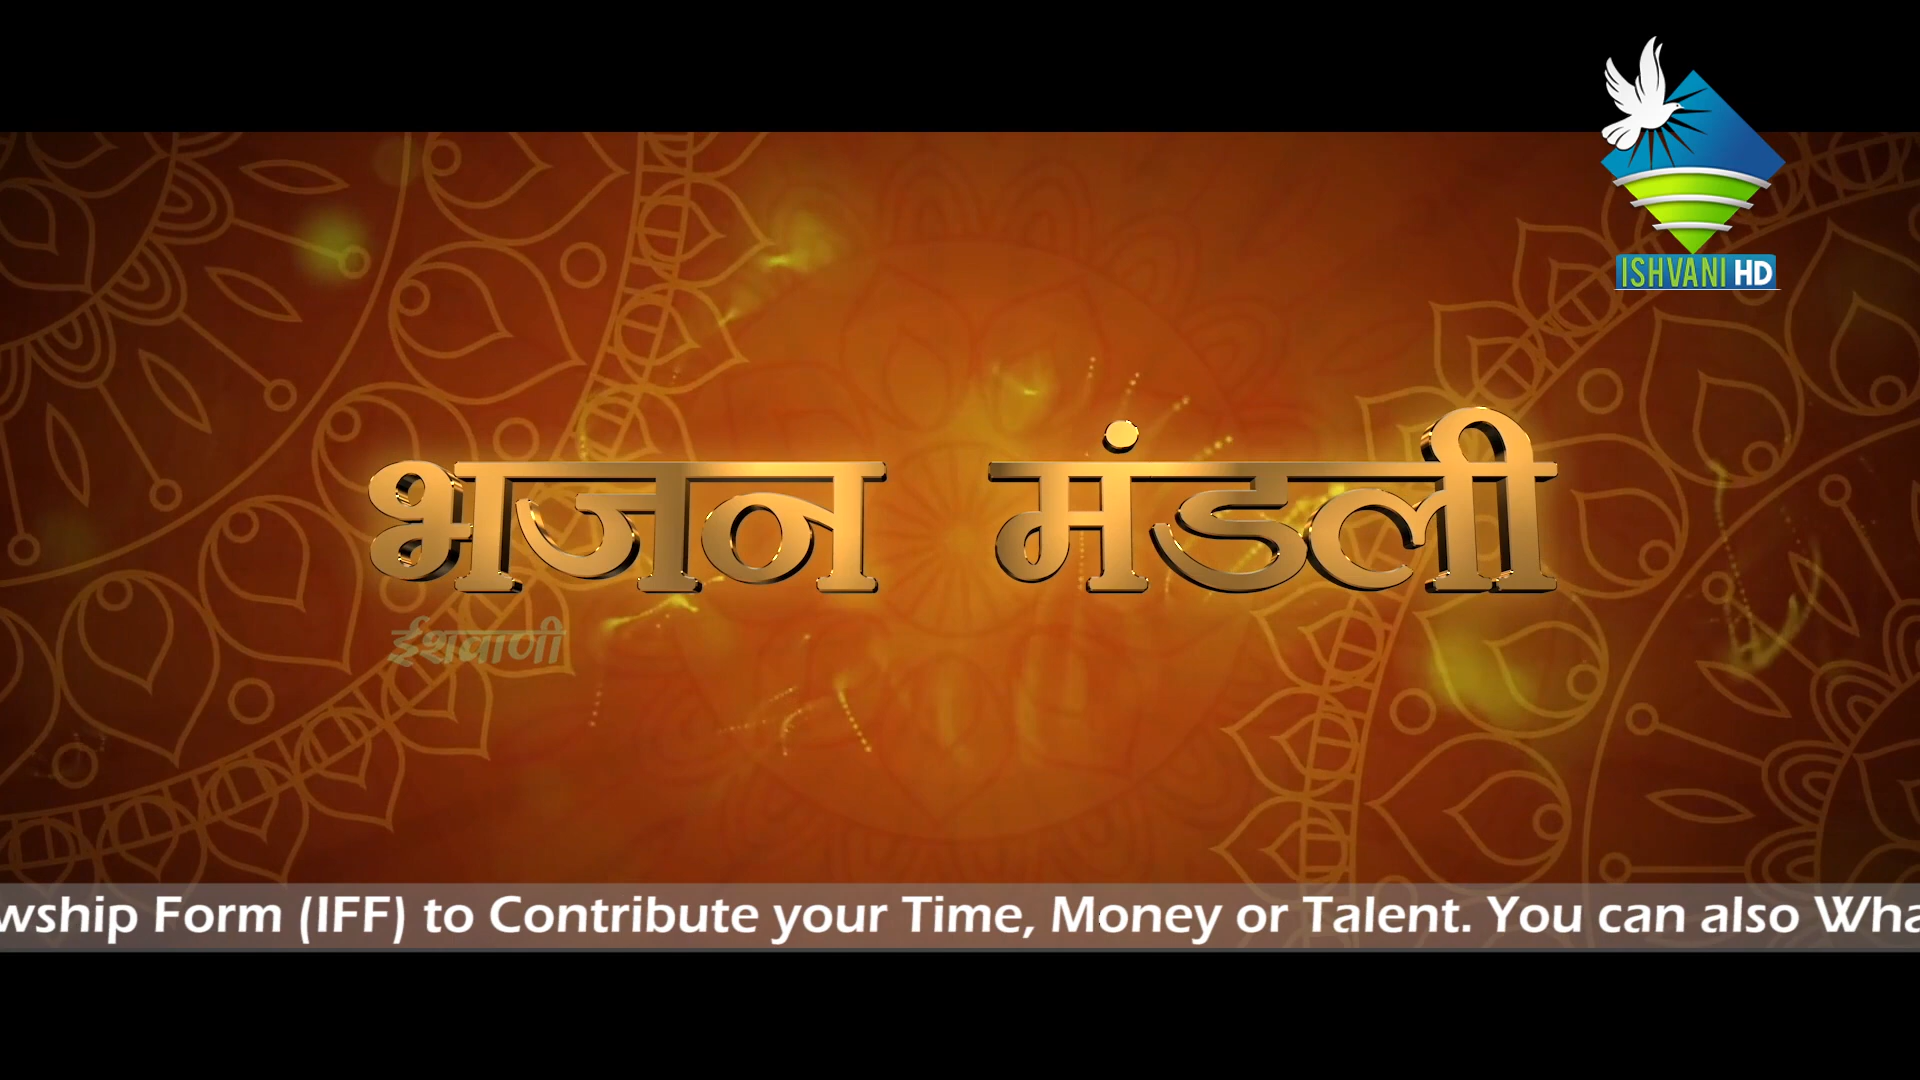 ISHVANI HD
भजन मंडली
ईशवाणी
wship Form (IFF) to Contribute your Time, Money or Talent. You can also Wha